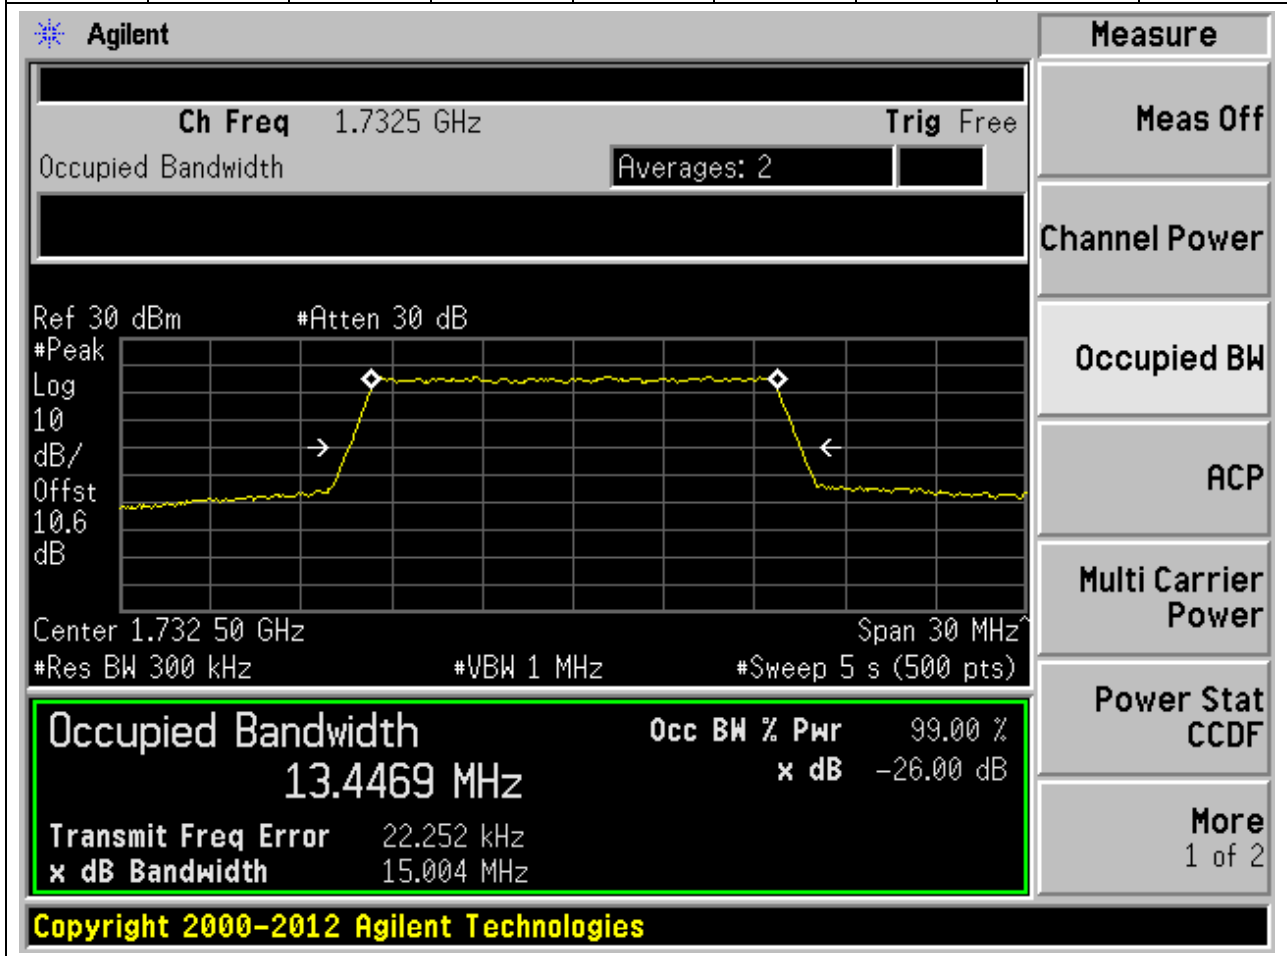 Agilent
Measure
Ch Freq 1.7325 GHz Trig Free
Occupied Bandwidth Averages: 2
Meas Off
Channel Power
Occupied BW
ACP
Multi Carrier
Power
Power Stat
CCDF
More
1 of 2
Ref 30 dBm #Atten 30 dB
#Peak
Log
10
dB/
Offst
10.6
dB
Center 1.732 50 GHz Span 30 MHz^
#Res BW 300 kHz #VBW 1 MHz #Sweep 5 s (500 pts)
Occupied Bandwidth Occ BW % Pwr 99.00 %
13.4469 MHz x dB -26.00 dB
Transmit Freq Error 22.252 kHz
x dB Bandwidth 15.004 MHz
Copyright 2000-2012 Agilent Technologies